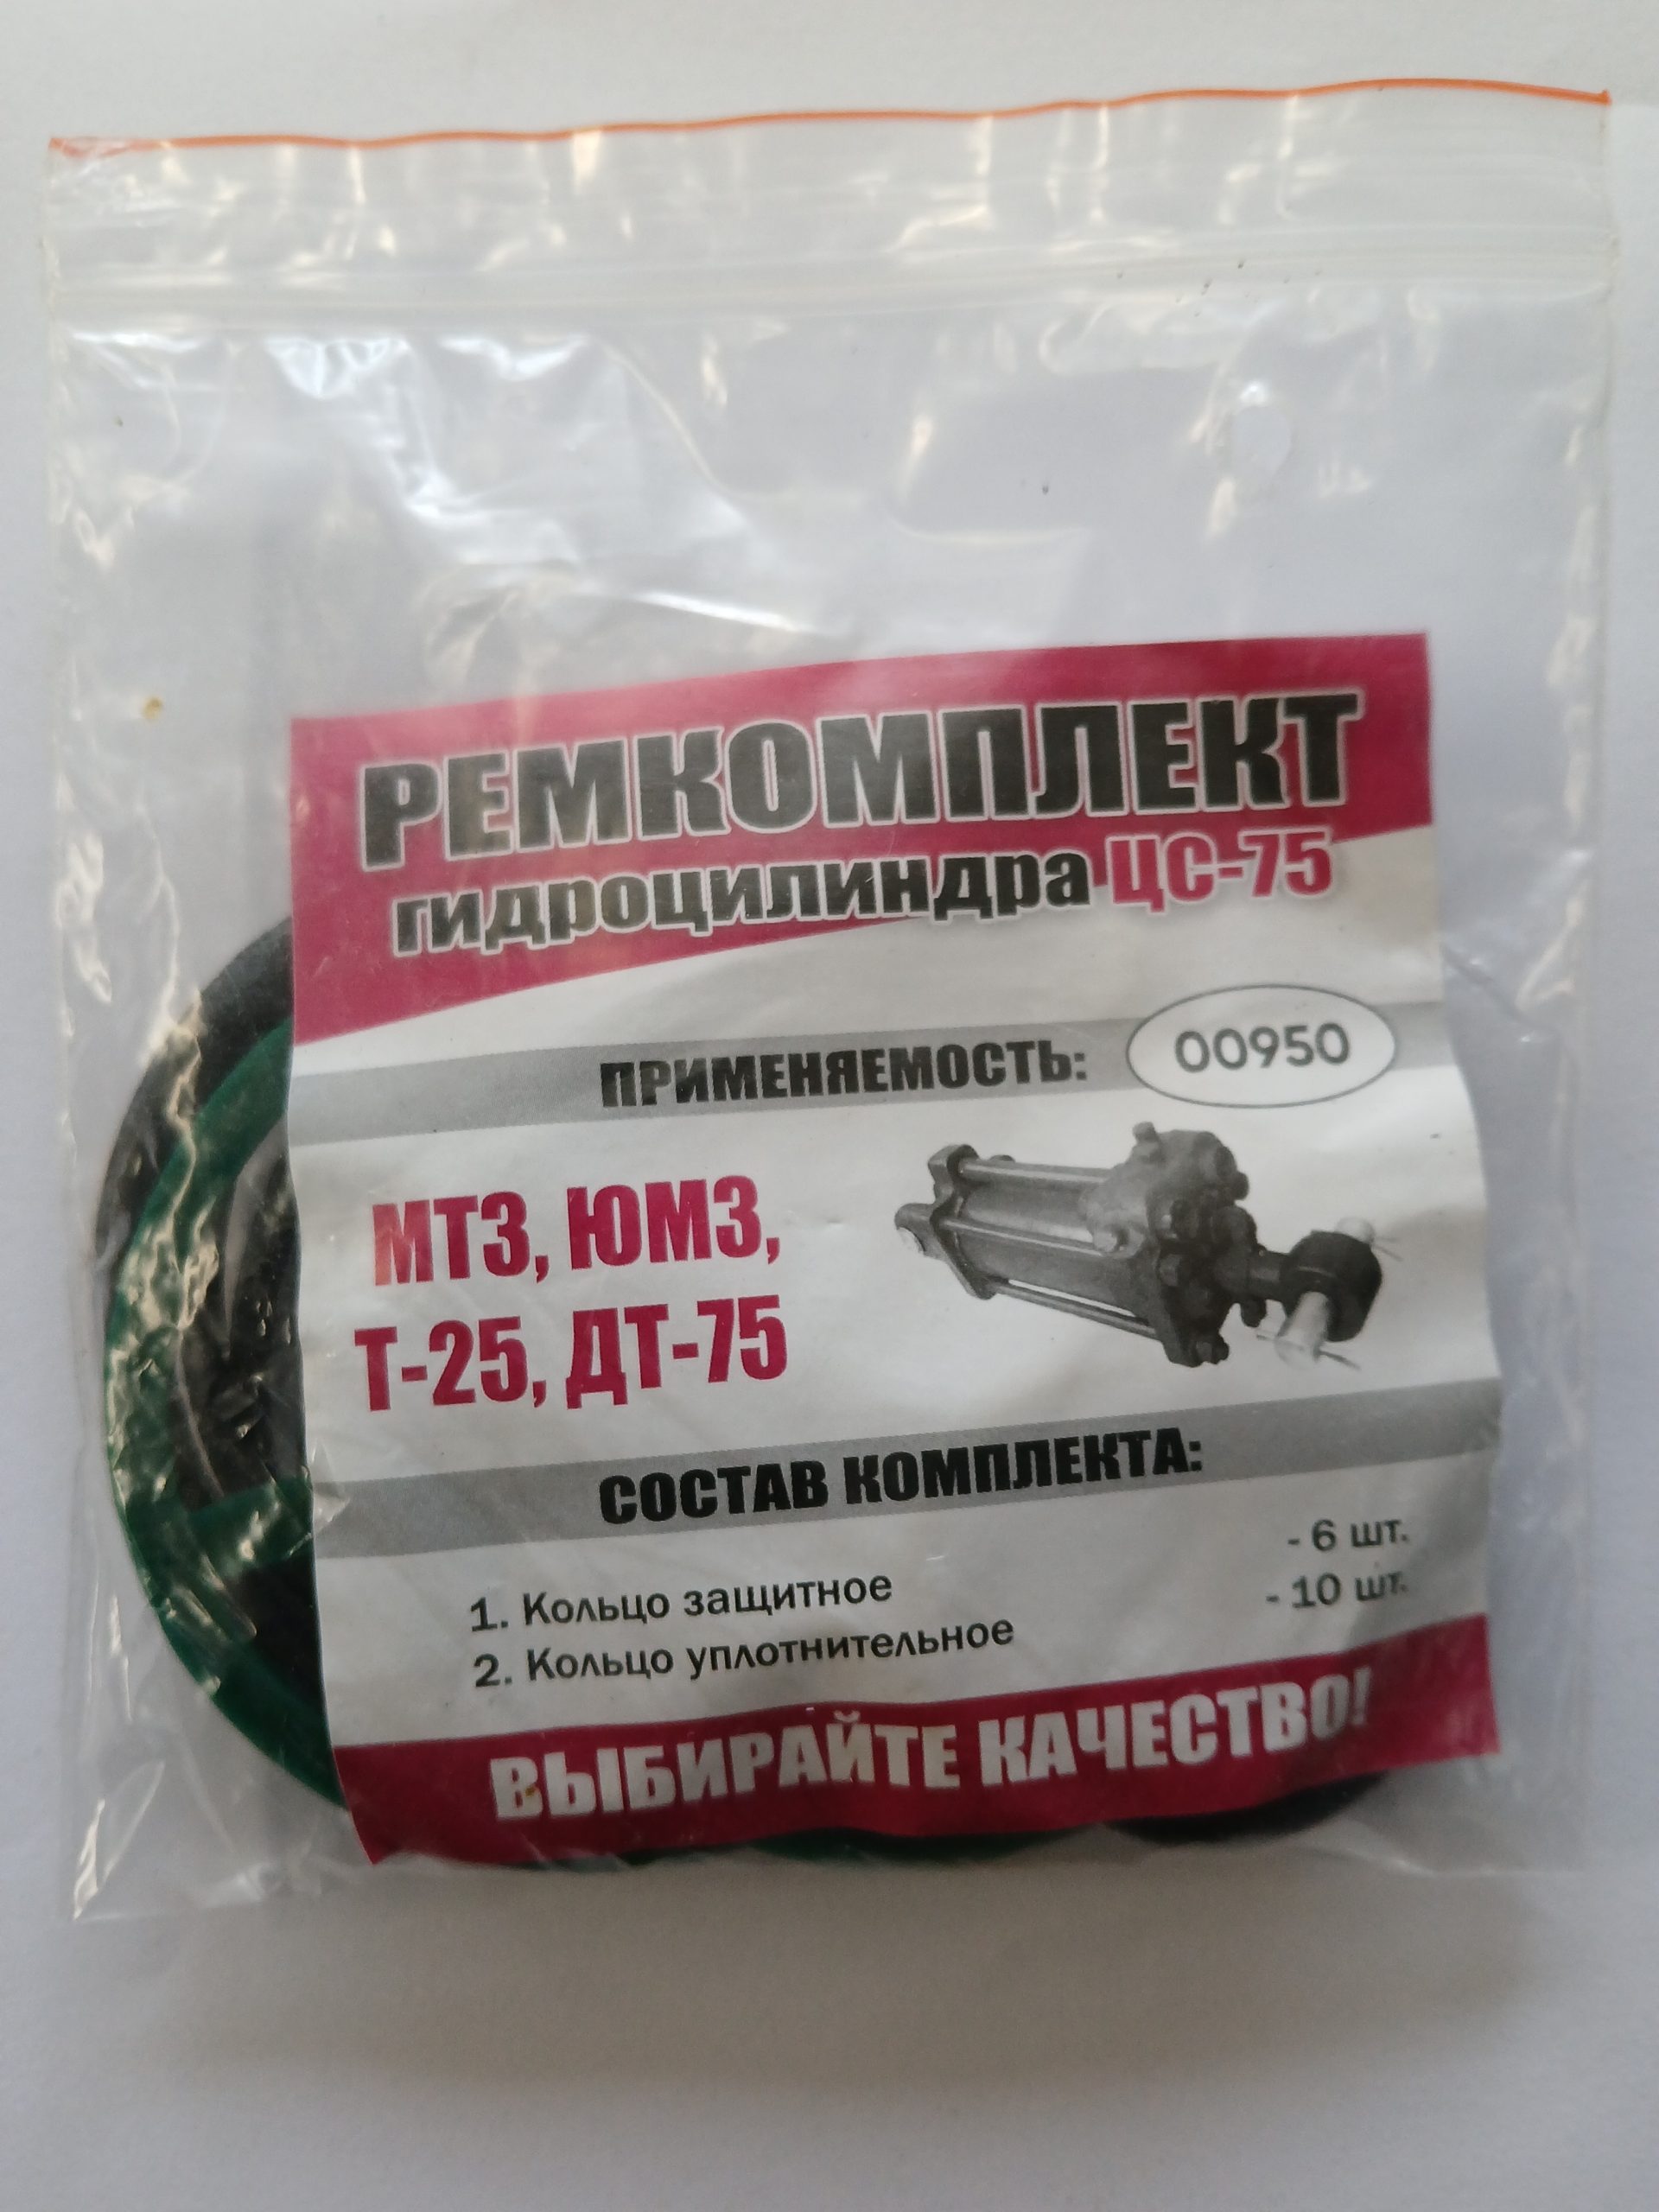 РЕМКОМПЛЕКТ
гидроцилиндра ЦС-75
ПРИМЕНЯЕМОСТЬ: 00950
МТЗ, ЮМЗ,
Т-25, ДТ-75
СОСТАВ КОМПЛЕКТА:
1. Кольцо защитное - 6 шт.
2. Кольцо уплотнительное - 10 шт.
ВЫБИРАЙТЕ КАЧЕСТВО!